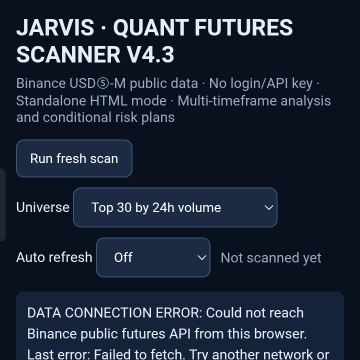 JARVIS · QUANT FUTURES
SCANNER V4.3
Binance USDⓈ-M public data · No login/API key ·
Standalone HTML mode · Multi-timeframe analysis
and conditional risk plans
Run fresh scan
Universe Top 30 by 24h volume
Auto refresh Off Not scanned yet
DATA CONNECTION ERROR: Could not reach
Binance public futures API from this browser.
Last error: Failed to fetch. Try another network or